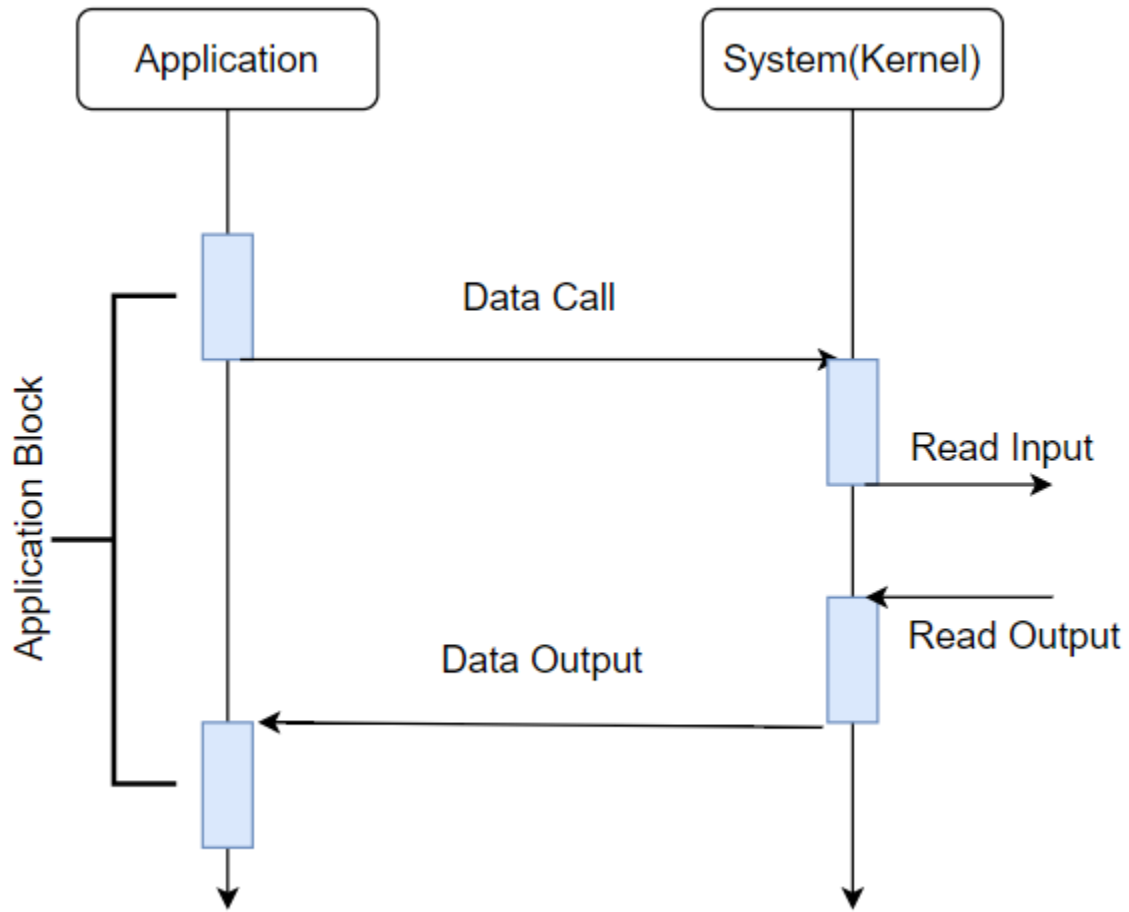 Application
System(Kernel)
Data Call
Read Input
Application Block
Read Output
Data Output